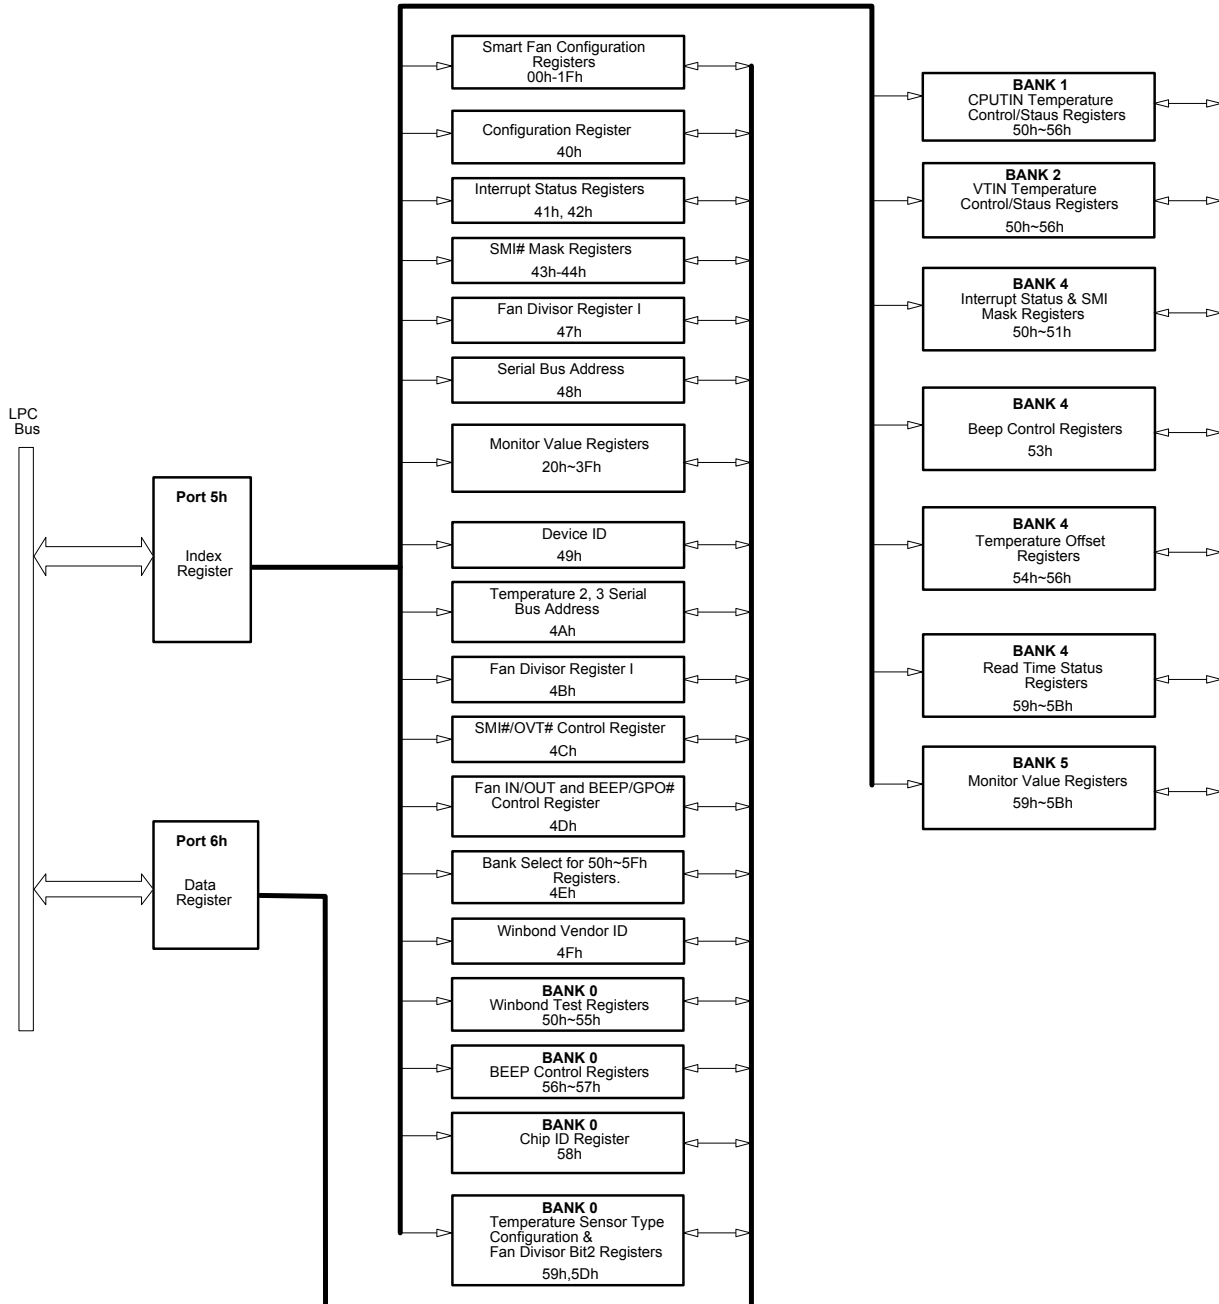 LPC
Bus
Port 5h
Index
Register
Port 6h
Data
Register
Smart Fan Configuration
Registers
00h-1Fh
Configuration Register
40h
Interrupt Status Registers
41h, 42h
SMI# Mask Registers
43h-44h
Fan Divisor Register I
47h
Serial Bus Address
48h
Monitor Value Registers
20h~3Fh
Device ID
49h
Temperature 2, 3 Serial
Bus Address
4Ah
Fan Divisor Register I
4Bh
SMI#/OVT# Control Register
4Ch
Fan IN/OUT and BEEP/GPO#
Control Register
4Dh
Bank Select for 50h~5Fh
Registers.
4Eh
Winbond Vendor ID
4Fh
BANK 0
Winbond Test Registers
50h~55h
BANK 0
BEEP Control Registers
56h~57h
BANK 0
Chip ID Register
58h
BANK 0
Temperature Sensor Type
Configuration &
Fan Divisor Bit2 Registers
59h,5Dh
BANK 1
CPUTIN Temperature
Control/Staus Registers
50h~56h
BANK 2
VTIN Temperature
Control/Staus Registers
50h~56h
BANK 4
Interrupt Status & SMI
Mask Registers
50h~51h
BANK 4
Beep Control Registers
53h
BANK 4
Temperature Offset
Registers
54h~56h
BANK 4
Read Time Status
Registers
59h~5Bh
BANK 5
Monitor Value Registers
59h~5Bh